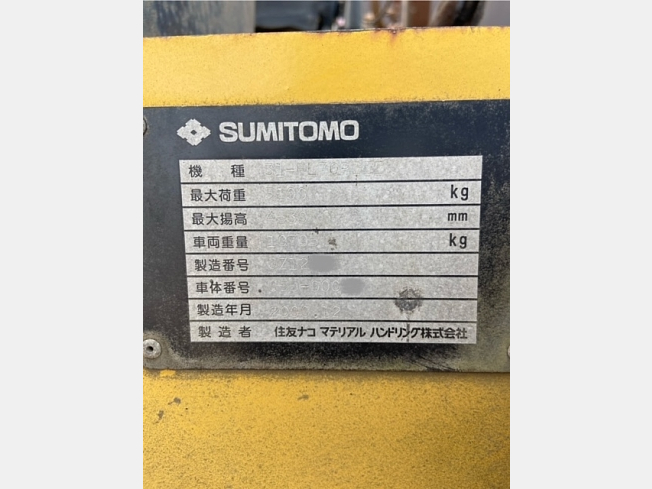 SUMITOMO
機種
最大荷重 kg
最大揚高 mm
車両重量 kg
製造番号
車体番号
製造年月
製造者 住友ナコ マテリアル ハンドリング株式会社